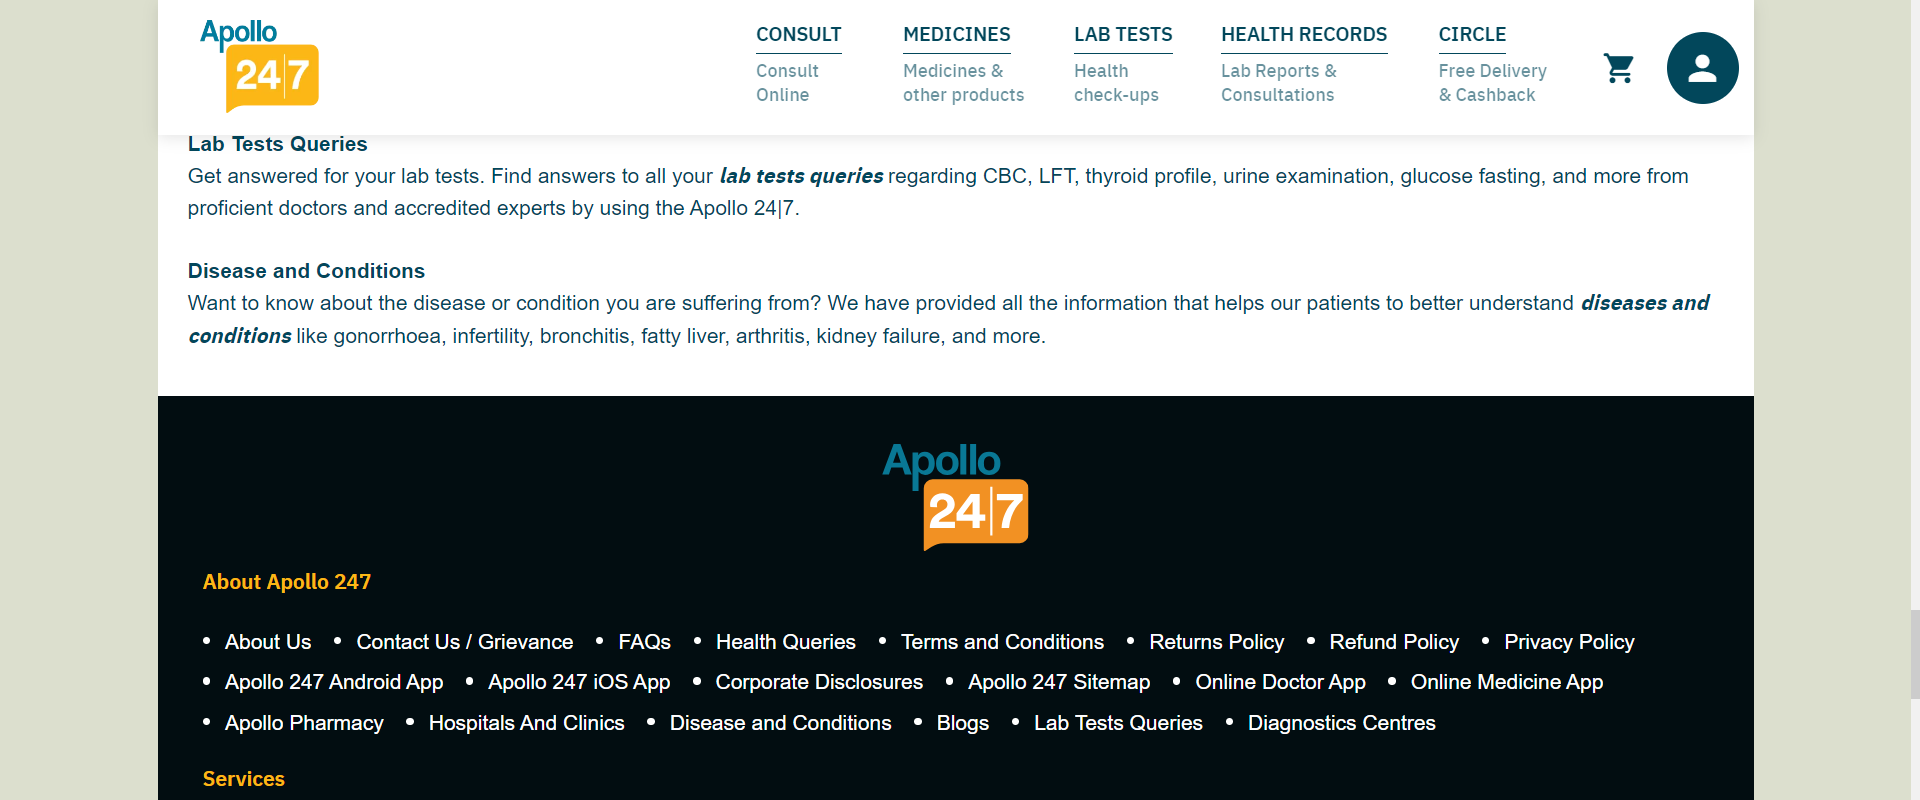 Apollo
24|7
CONSULT
Consult
Online
MEDICINES
Medicines &
other products
LAB TESTS
Health
check-ups
HEALTH RECORDS
Lab Reports &
Consultations
CIRCLE
Free Delivery
& Cashback
Lab Tests Queries
Get answered for your lab tests. Find answers to all your lab tests queries regarding CBC, LFT, thyroid profile, urine examination, glucose fasting, and more from
proficient doctors and accredited experts by using the Apollo 24|7.
Disease and Conditions
Want to know about the disease or condition you are suffering from? We have provided all the information that helps our patients to better understand diseases and
conditions like gonorrhoea, infertility, bronchitis, fatty liver, arthritis, kidney failure, and more.
Apollo
24|7
About Apollo 247
• About Us • Contact Us / Grievance • FAQs • Health Queries • Terms and Conditions • Returns Policy • Refund Policy • Privacy Policy
• Apollo 247 Android App • Apollo 247 iOS App • Corporate Disclosures • Apollo 247 Sitemap • Online Doctor App • Online Medicine App
• Apollo Pharmacy • Hospitals And Clinics • Disease and Conditions • Blogs • Lab Tests Queries • Diagnostics Centres
Services